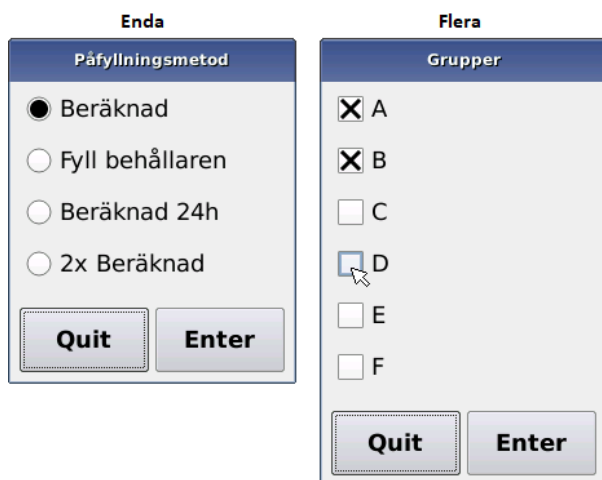 Enda
Påfyllningsmetod
Beräknad
Fyll behållaren
Beräknad 24h
2x Beräknad
Quit
Enter
Flera
Grupper
A
B
C
D
E
F
Quit
Enter